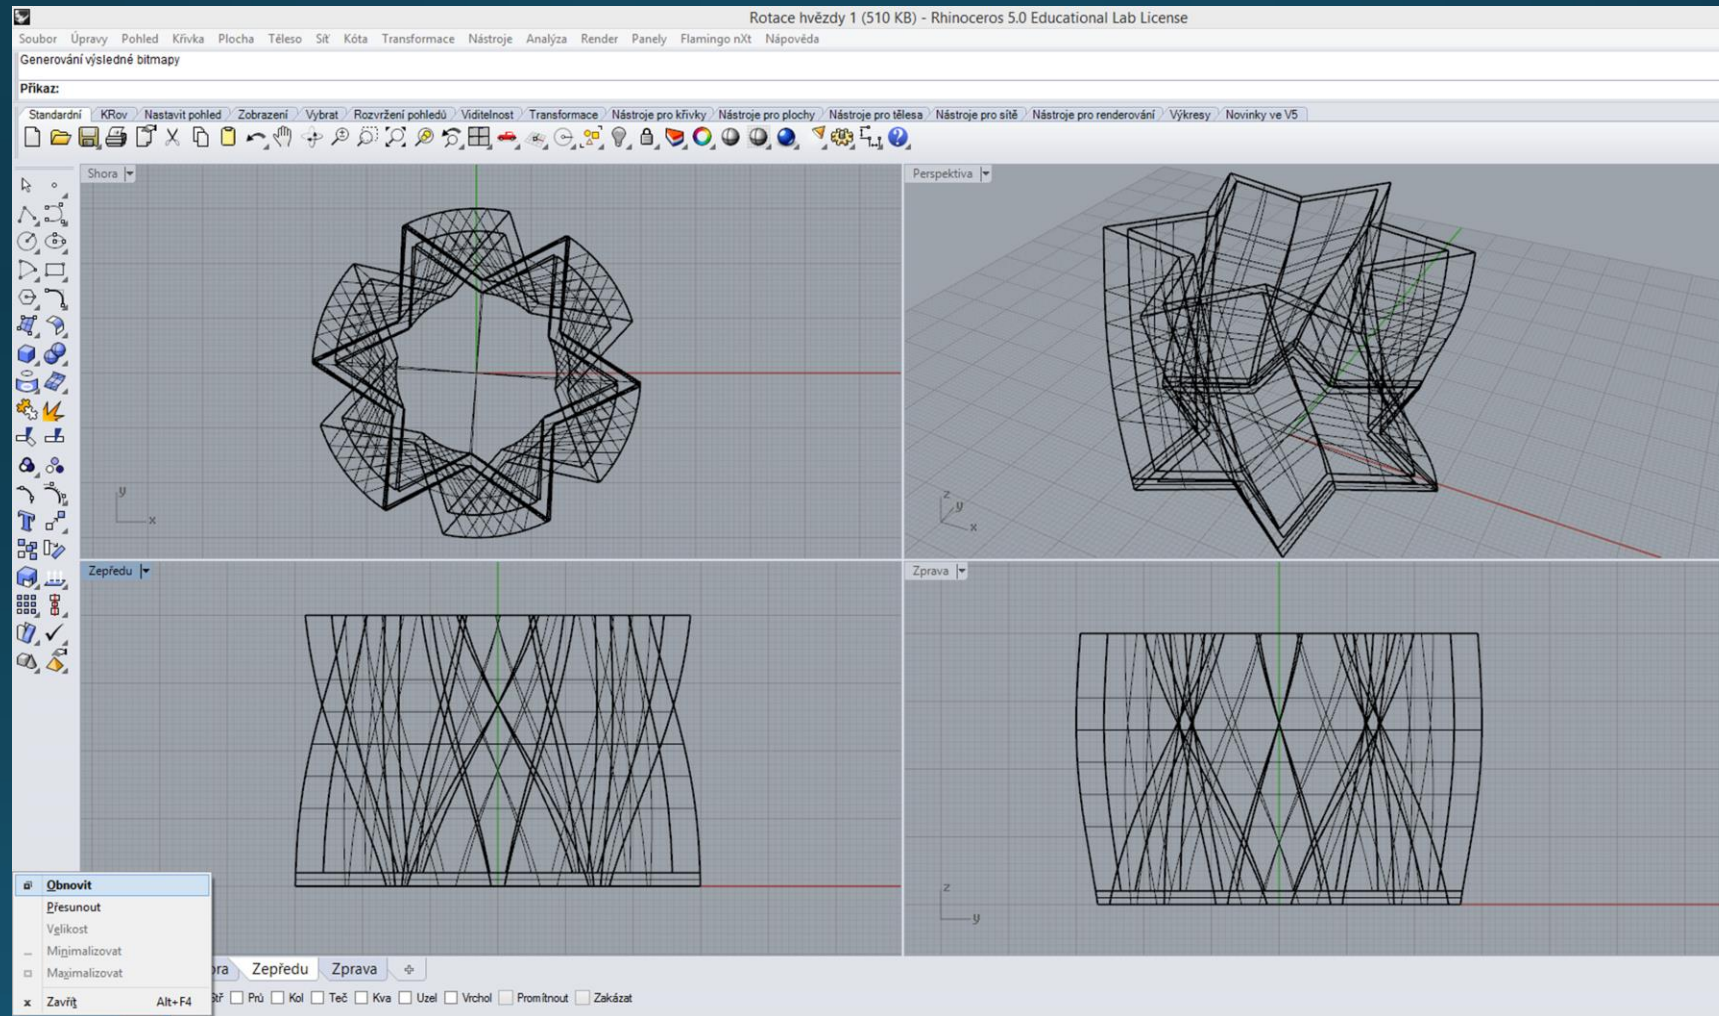 Rotace hvězdy 1 (510 KB) - Rhinoceros 5.0 Educational Lab License
Soubor Úpravy Pohled Křivka Plocha Těleso Síť Kóta Transformace Nástroje Analýza Render Panely Flamingo nXt Nápověda
Generování výsledné bitmapy
Příkaz:
Standardní KRov Nastavit pohled Zobrazení Vybrat Rozvržení pohledů Viditelnost Transformace Nástroje pro křivky Nástroje pro plochy Nástroje pro tělesa Nástroje pro sítě Nástroje pro renderování Výkresy Novinky ve V5
Shora
Perspektiva
y
x
z
y
x
Zepředu
Zprava
z
y
Obnovit
Přesunout
Velikost
Minimalizovat
Maximalizovat
Zavřít Alt+F4
ora Zepředu Zprava
Stř Prů Kol Teč Kva Uzel Vrchol Promítnout Zakázat